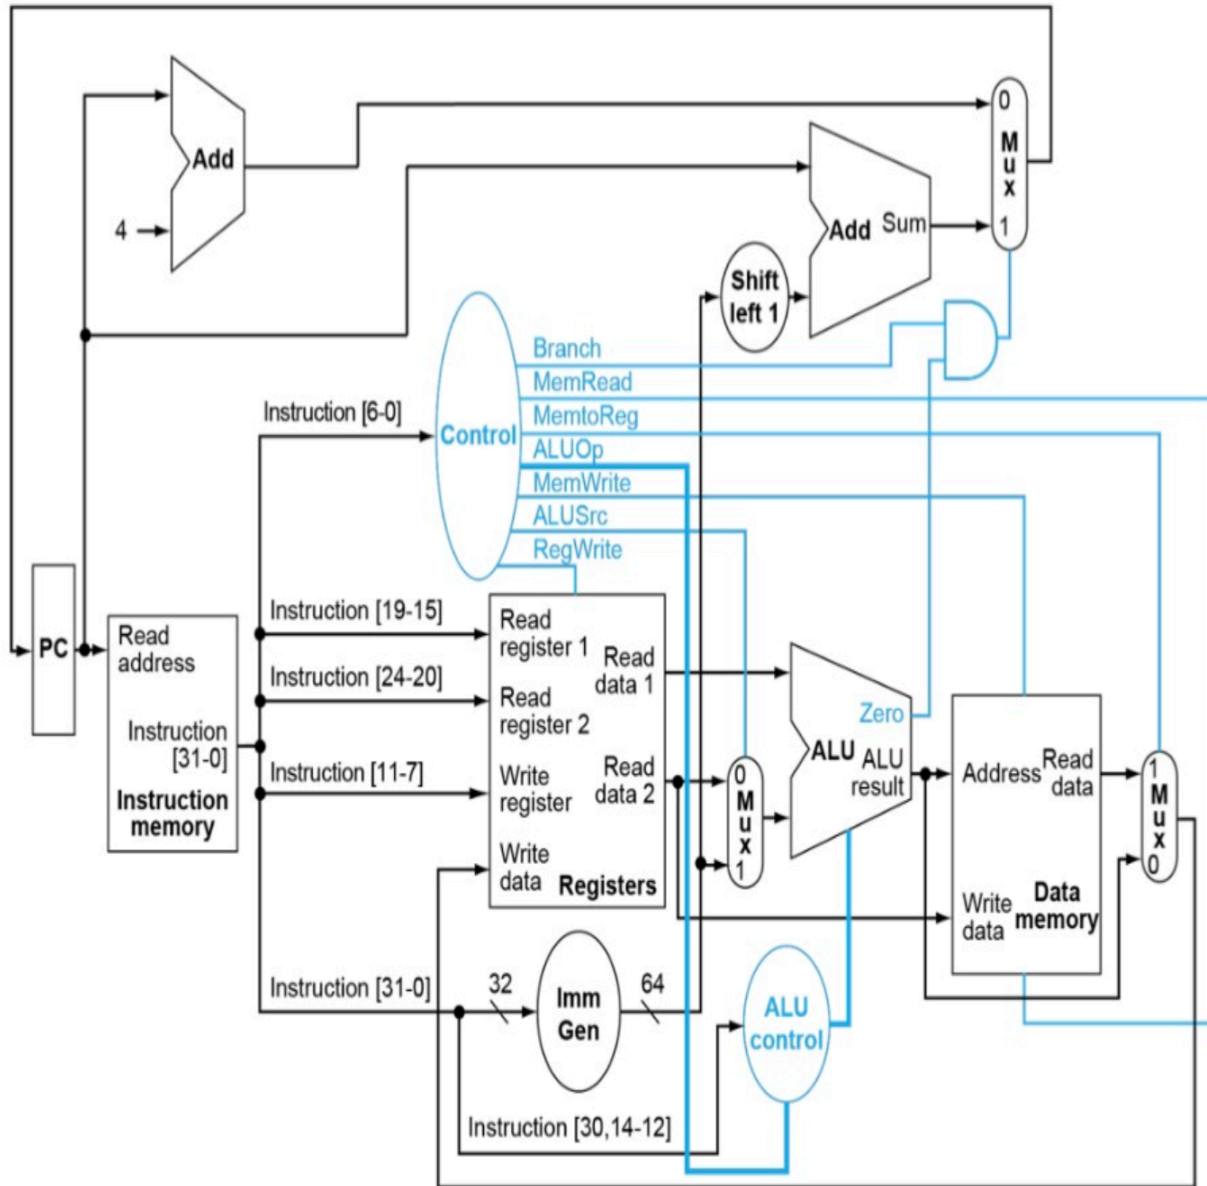 Add
4
0
Mux
1
Add Sum
Shift
left 1
Branch
MemRead
MemtoReg
ALUOp
MemWrite
ALUSrc
RegWrite
Control
Instruction [6-0]
PC
Read
address
Instruction
[31-0]
Instruction
memory
Instruction [19-15]
Instruction [24-20]
Instruction [11-7]
Instruction [31-0]
Read
register 1
Read
data 1
Read
register 2
Write
register
Read
data 2
Write
data
Registers
0
Mux
1
Zero
ALU
ALU
result
Address
Read
data
Write
data
Data
memory
1
Mux
0
32
Imm
Gen
64
ALU
control
Instruction [30,14-12]